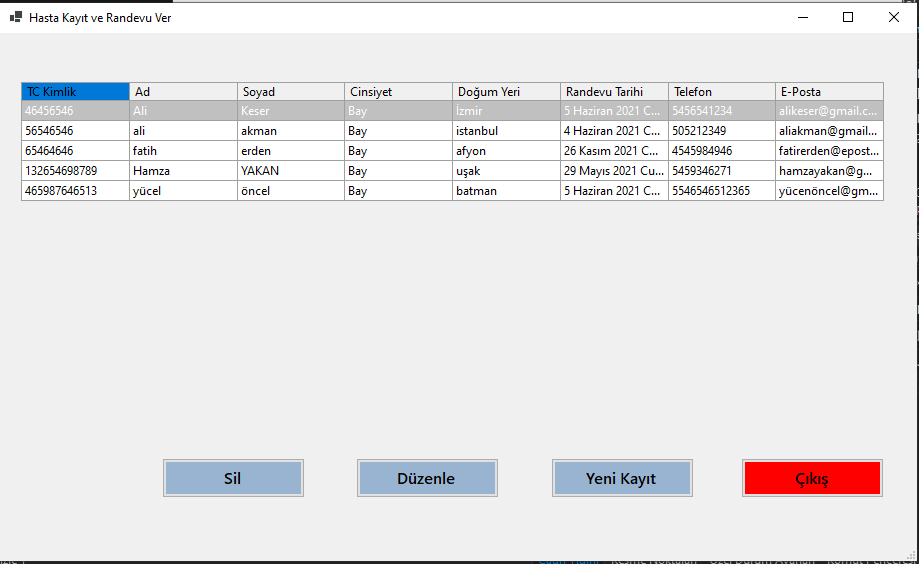 Hasta Kayıt ve Randevu Ver
TC Kimlik Ad Soyad Cinsiyet Doğum Yeri Randevu Tarihi Telefon E-Posta
46456546 Ali Keser Bay İzmir 5 Haziran 2021 C... 5456541234 alikeser@gmail.c...
56546546 ali akman Bay istanbul 4 Haziran 2021 C... 505212349 aliakman@gmail...
65464646 fatih erden Bay afyon 26 Kasım 2021 C... 4545984946 fatirerden@epost...
132654698789 Hamza YAKAN Bay uşak 29 Mayıs 2021 Cu... 5459346271 hamzayakan@g...
465987646513 yücel öncel Bay batman 5 Haziran 2021 C... 5546546512365 yücenöncel@gm...
Sil Düzenle Yeni Kayıt Çıkış